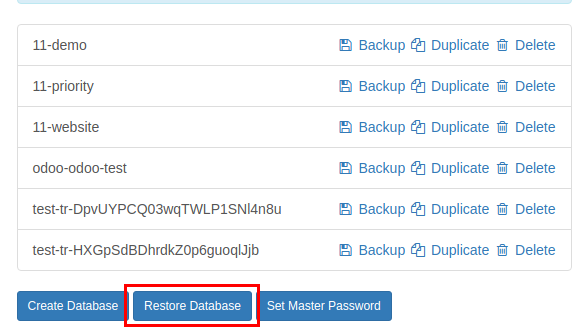 11-demo Backup Duplicate Delete
11-priority Backup Duplicate Delete
11-website Backup Duplicate Delete
odoo-odoo-test Backup Duplicate Delete
test-tr-DpvUYPCQ03wqTWLP1SNl4n8u Backup Duplicate Delete
test-tr-HXGpSdBDhrdkZ0p6guoqlJjb Backup Duplicate Delete
Create Database Restore Database Set Master Password